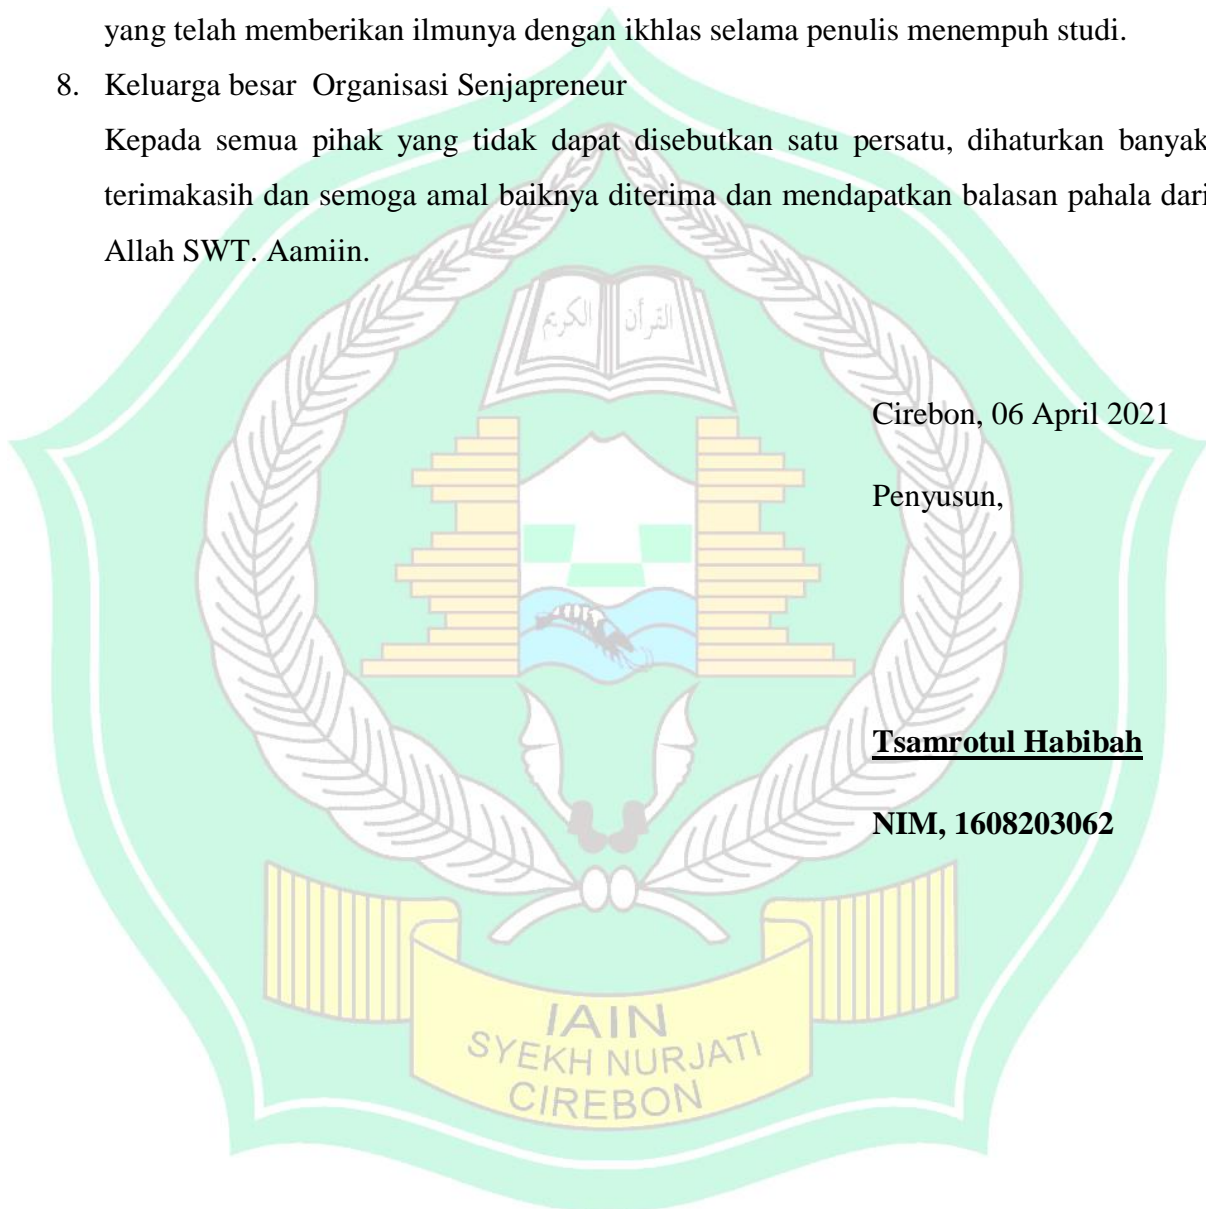 yang telah memberikan ilmunya dengan ikhlas selama penulis menempuh studi.
8. Keluarga besar Organisasi Senjapreneur
Kepada semua pihak yang tidak dapat disebutkan satu persatu, dihaturkan banyak
terimakasih dan semoga amal baiknya diterima dan mendapatkan balasan pahala dari
Allah SWT. Aamiin.
القرأن الكريم
Cirebon, 06 April 2021
Penyusun,
Tsamrotul Habibah
NIM, 1608203062
IAIN
SYEKH NURJATI
CIREBON